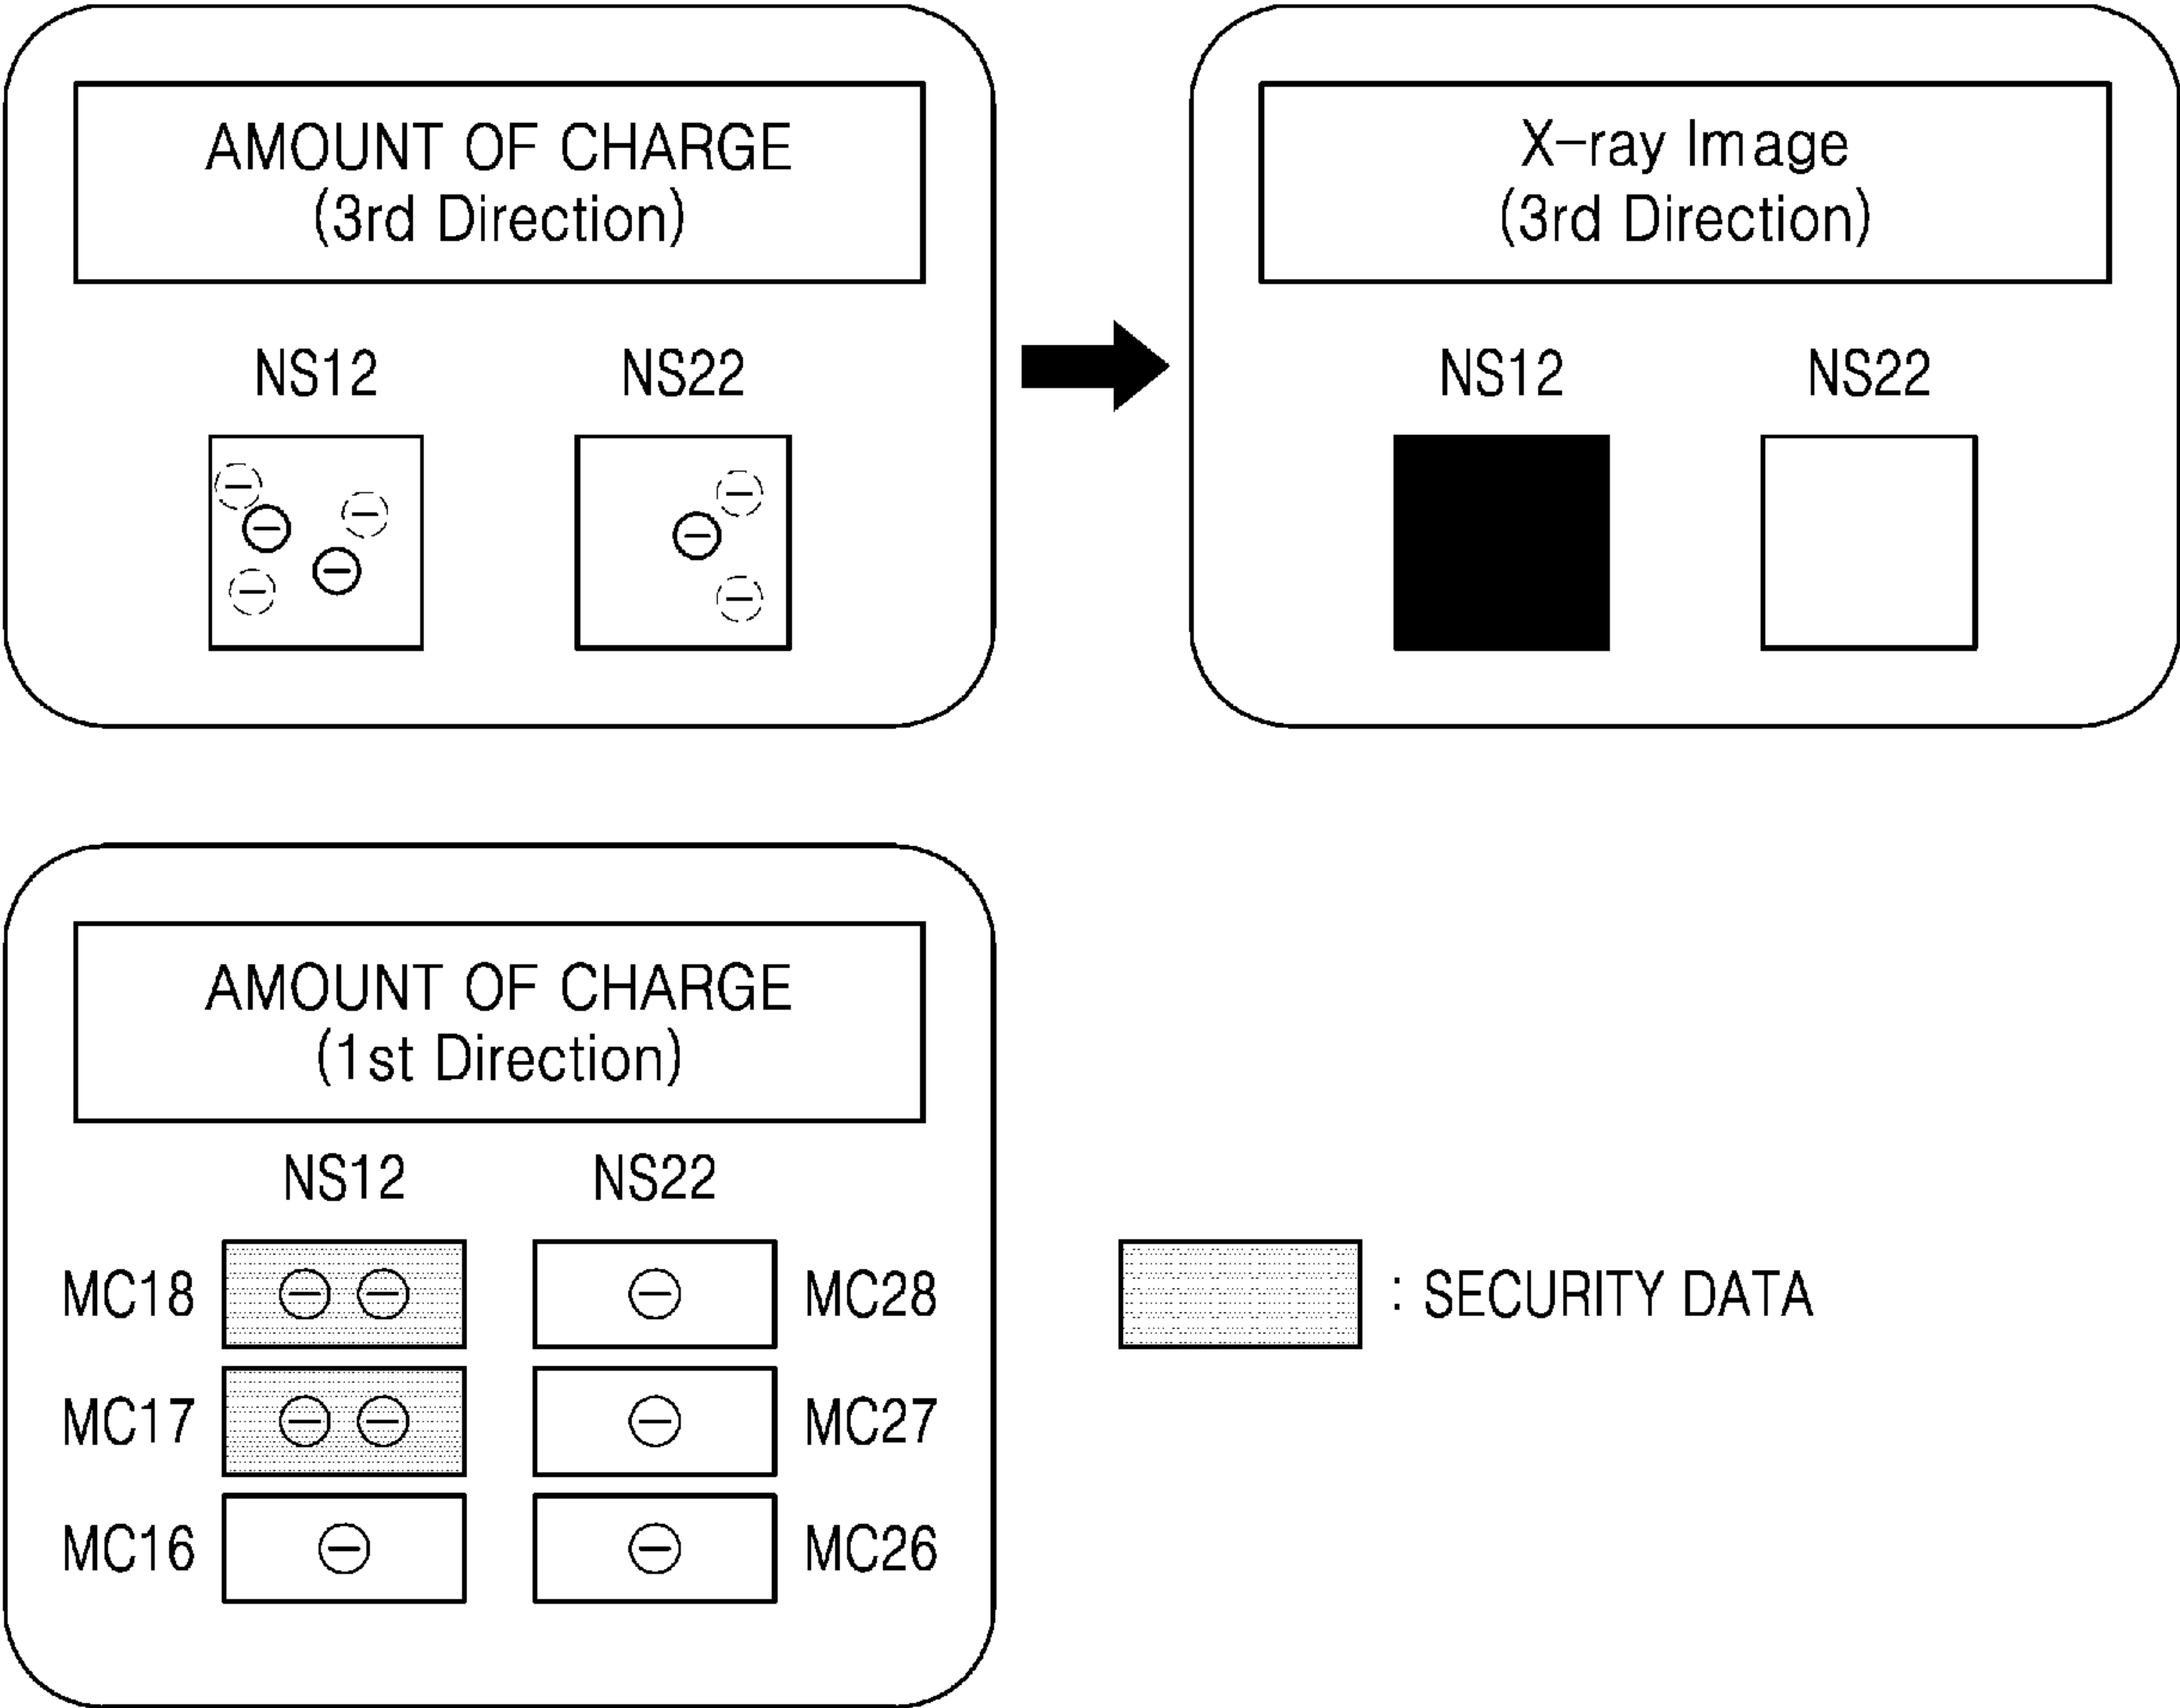 AMOUNT OF CHARGE
(3rd Direction)
NS12 NS22
X-ray Image
(3rd Direction)
NS12 NS22
AMOUNT OF CHARGE
(1st Direction)
NS12 NS22
MC18 MC28
MC17 MC27
MC16 MC26
: SECURITY DATA